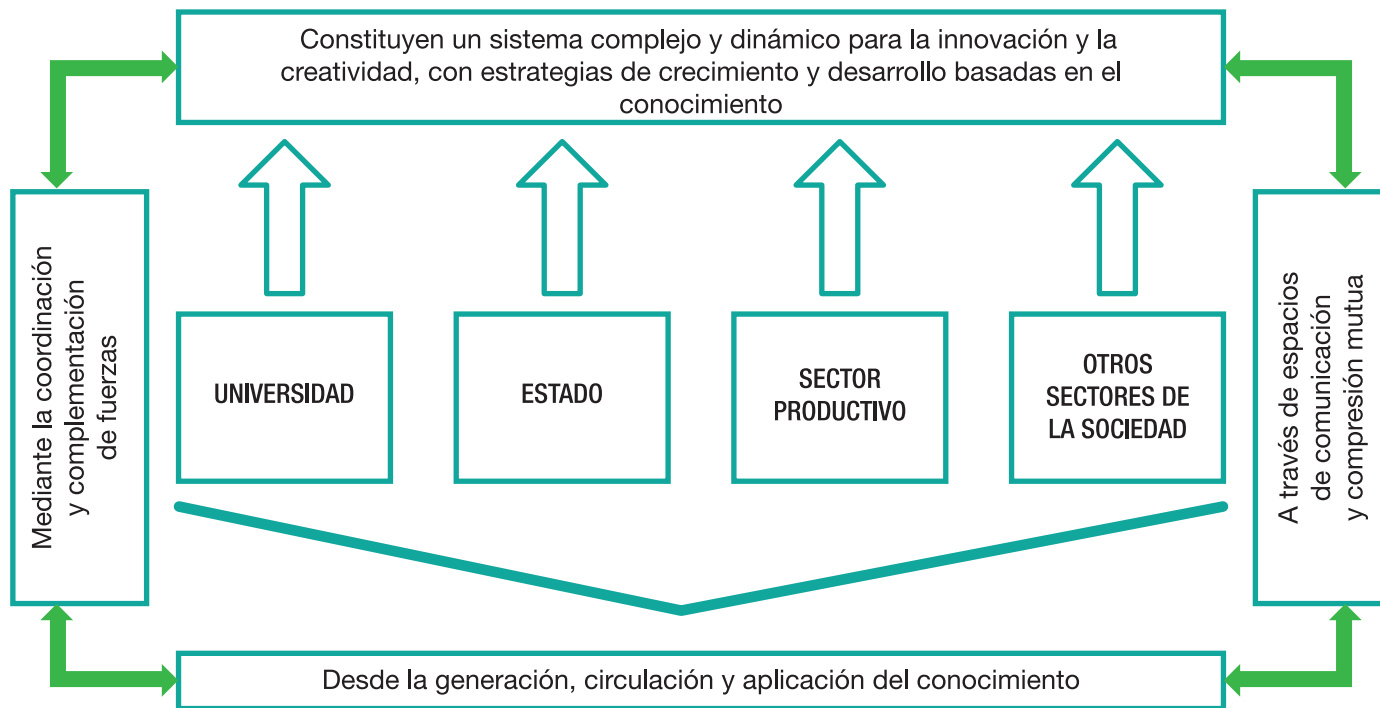 Constituyen un sistema complejo y dinámico para la innovación y la
creatividad, con estrategias de crecimiento y desarrollo basadas en el
conocimiento
Mediante la coordinación
y complementación
de fuerzas
UNIVERSIDAD
ESTADO
SECTOR
PRODUCTIVO
OTROS
SECTORES DE
LA SOCIEDAD
A través de espacios
de comunicación
y compresión mutua
Desde la generación, circulación y aplicación del conocimiento